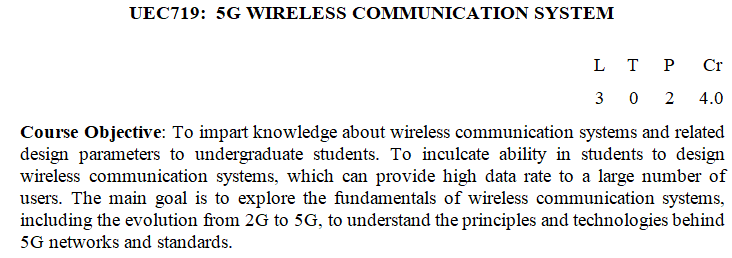 UEC719: 5G WIRELESS COMMUNICATION SYSTEM
L T P Cr
3 0 2 4.0
Course Objective: To impart knowledge about wireless communication systems and related
design parameters to undergraduate students. To inculcate ability in students to design
wireless communication systems, which can provide high data rate to a large number of
users. The main goal is to explore the fundamentals of wireless communication systems,
including the evolution from 2G to 5G, to understand the principles and technologies behind
5G networks and standards.